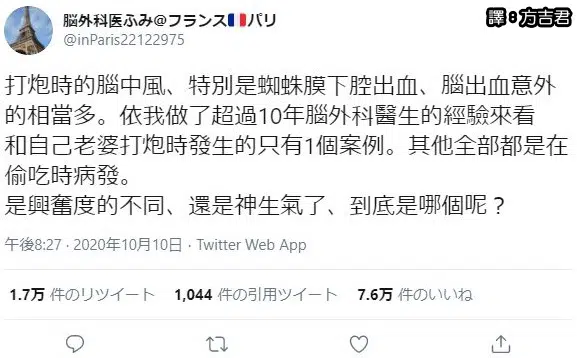 譯8方吉君
脳外科医ふみ@フランス🇫🇷パリ
@inParis22122975
打炮時的腦中風、特別是蜘蛛膜下腔出血、腦出血意外
的相當多。依我做了超過10年腦外科醫生的經驗來看
和自己老婆打炮時發生的只有1個案例。其他全部都是在
偷吃時病發。
是興奮度的不同、還是神生氣了、到底是哪個呢？
午後8:27 · 2020年10月10日 · Twitter Web App
1.7万 件のリツイート 1,044 件の引用ツイート 7.6万 件のいいね